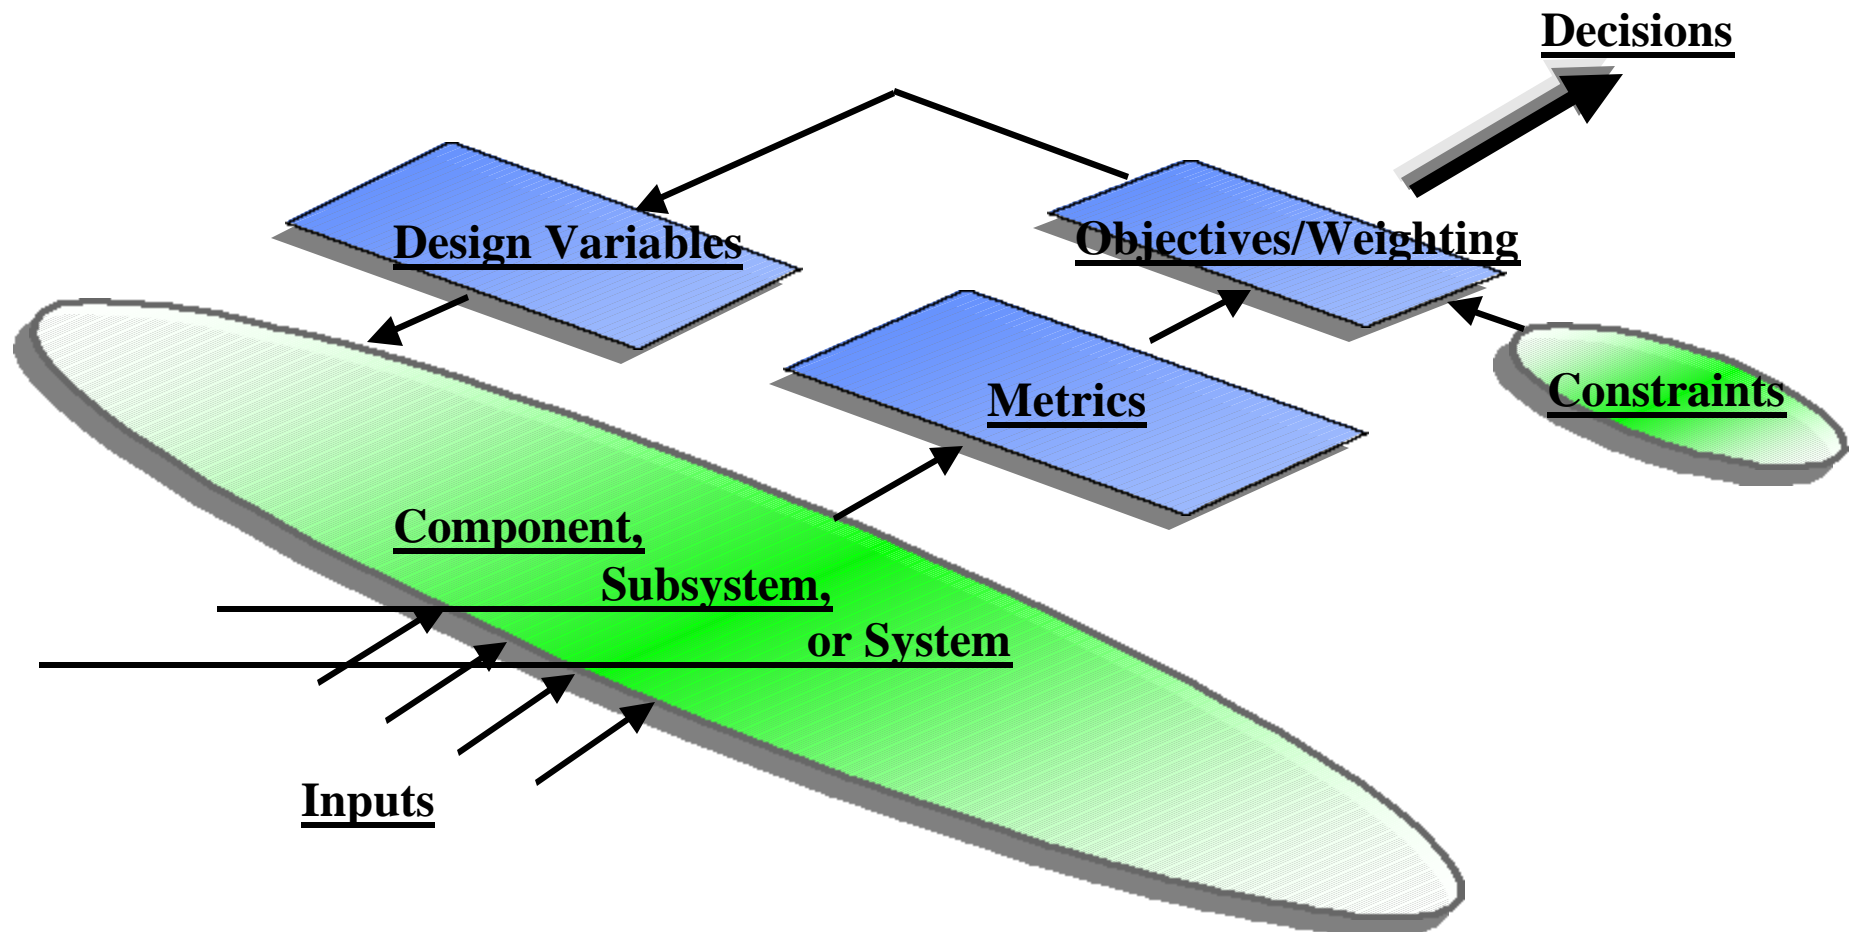 Decisions
Design Variables
Objectives/Weighting
Metrics
Constraints
Component,
Subsystem,
or System
Inputs